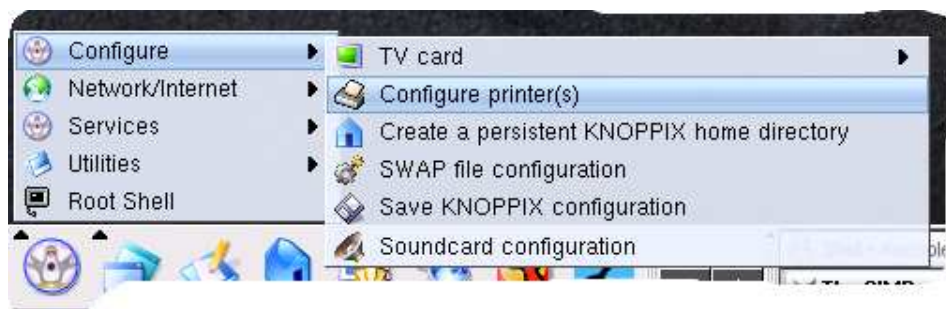 Configure
Network/Internet
Services
Utilities
Root Shell
TV card
Configure printer(s)
Create a persistent KNOPPIX home directory
SWAP file configuration
Save KNOPPIX configuration
Soundcard configuration